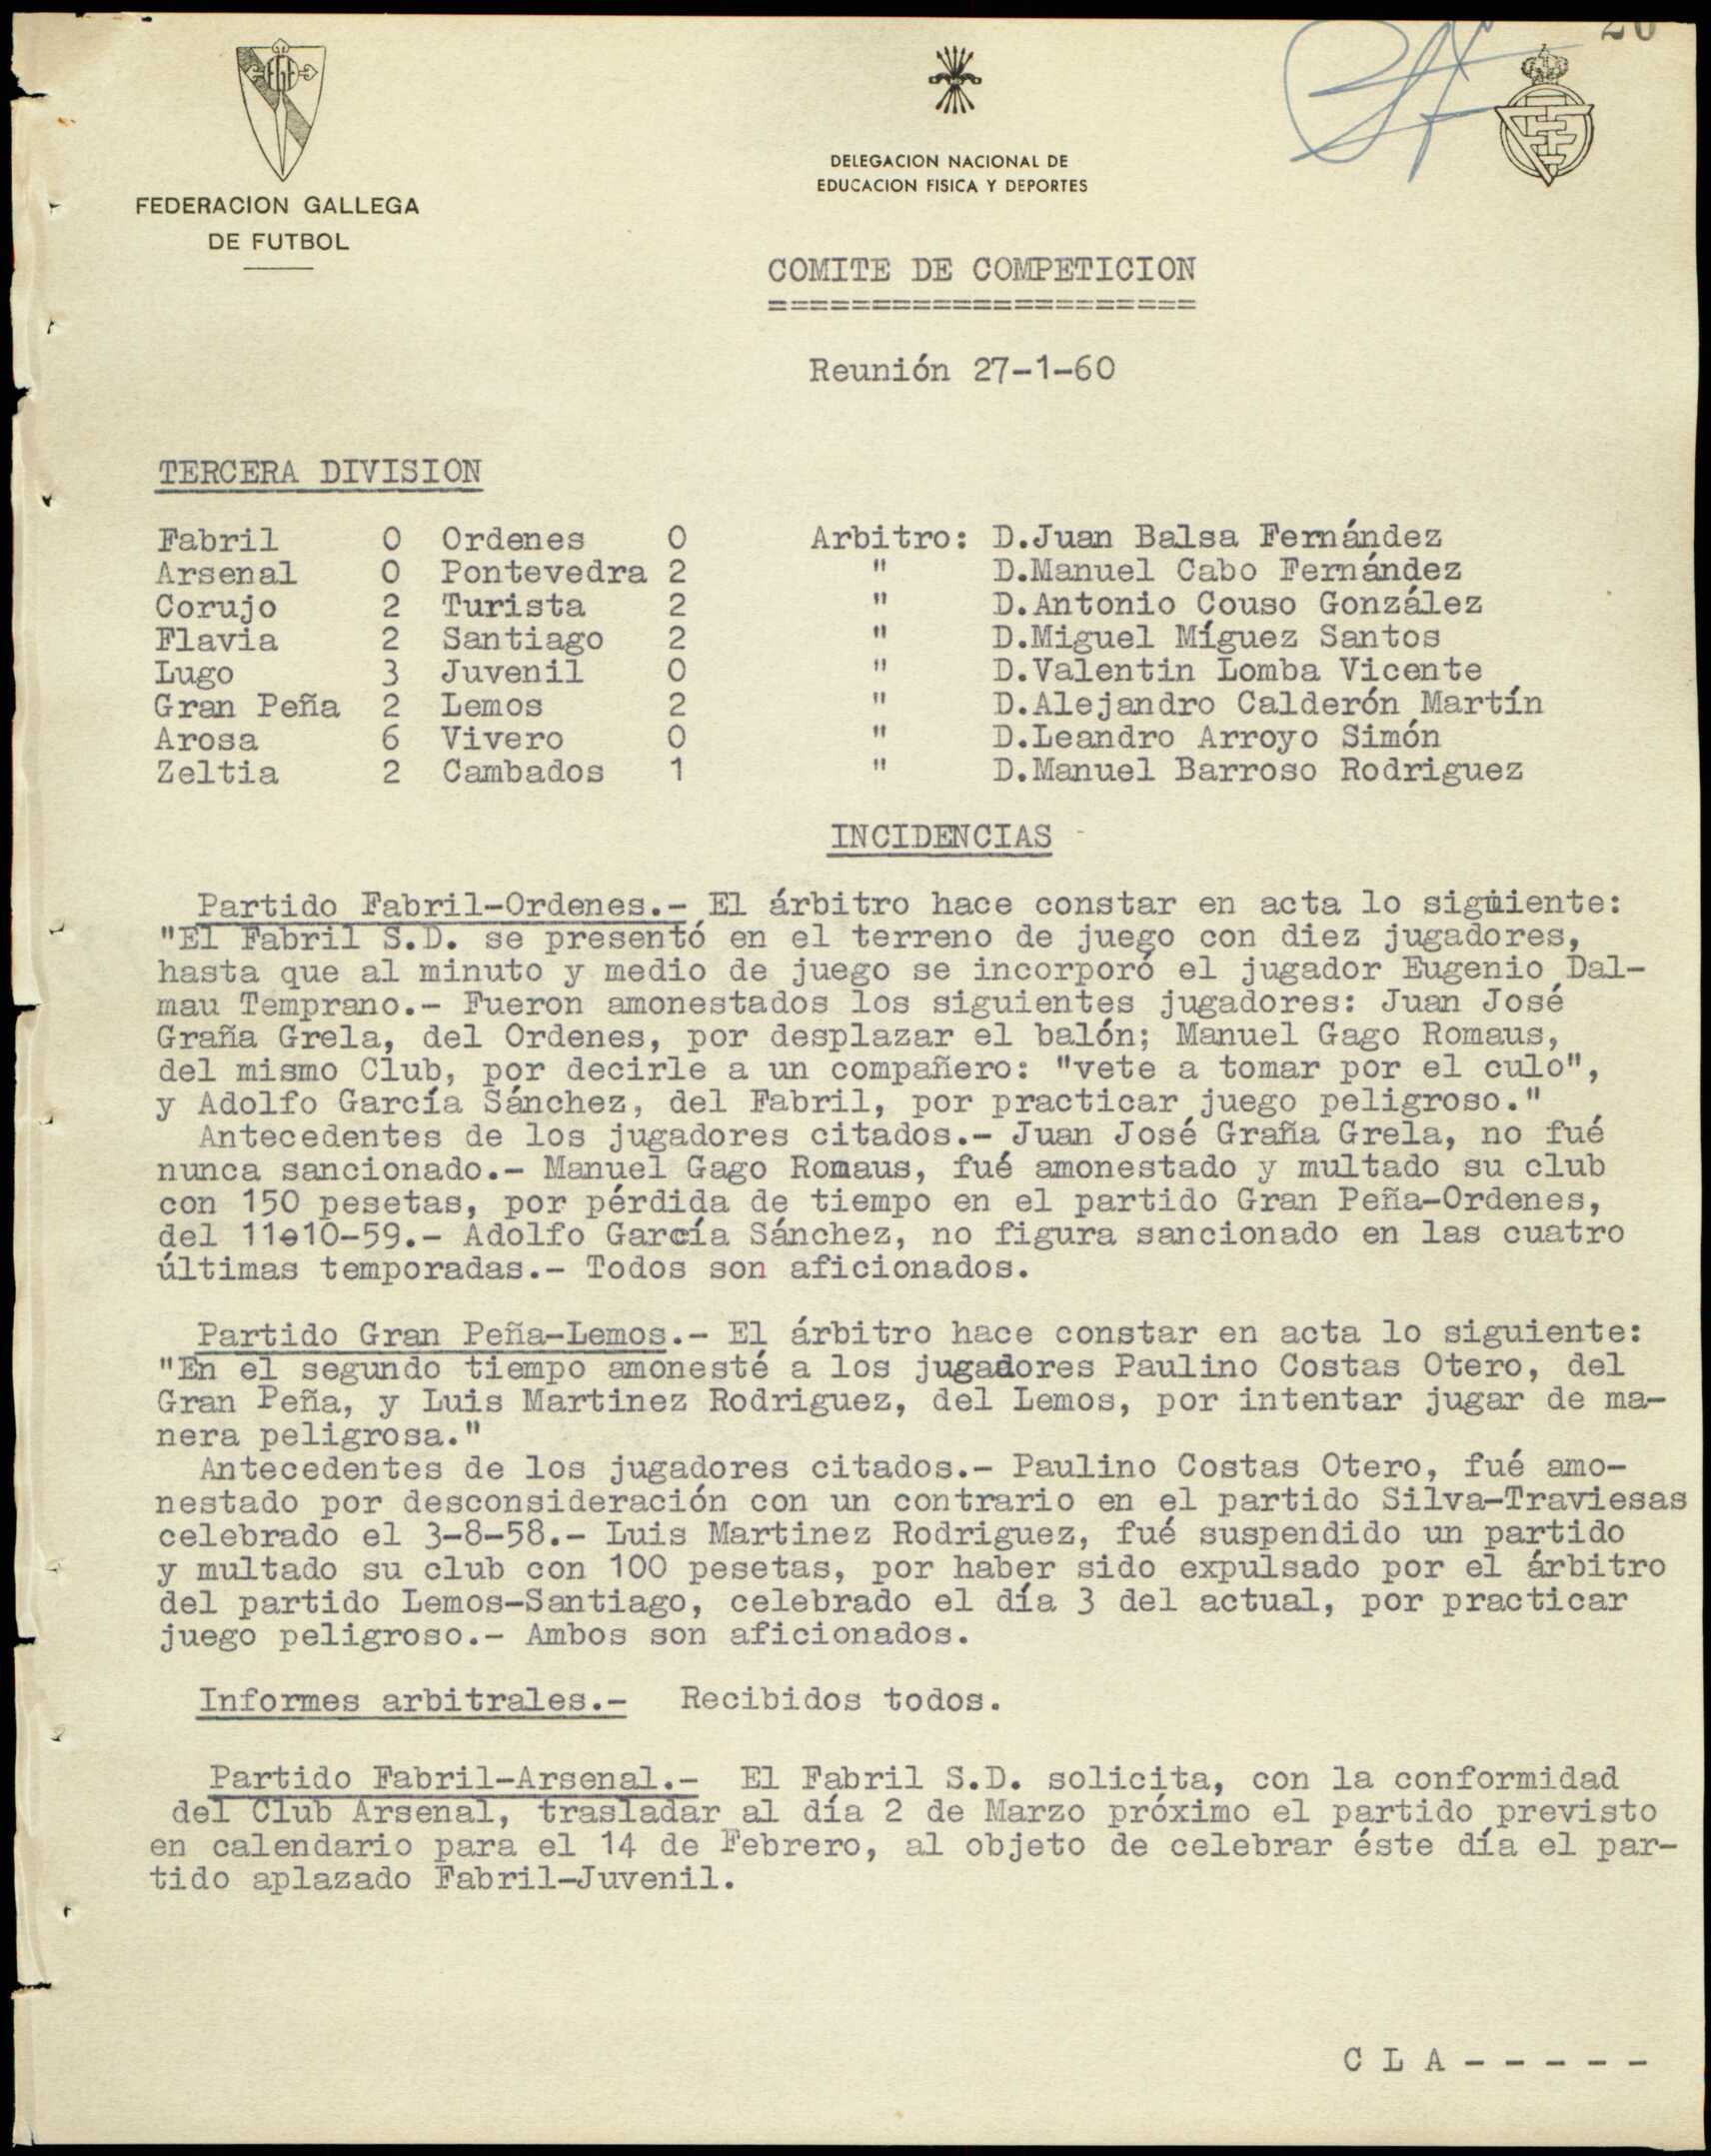 20
FEDERACION GALLEGA
DE FUTBOL
DELEGACION NACIONAL DE
EDUCACION FISICA Y DEPORTES
COMITE DE COMPETICION
=====================
Reunión 27-1-60
TERCERA DIVISION
Fabril 0 Ordenes 0 Arbitro: D.Juan Balsa Fernández
Arsenal 0 Pontevedra 2 " D.Manuel Cabo Fernández
Corujo 2 Turista 2 " D.Antonio Couso González
Flavia 2 Santiago 2 " D.Miguel Míguez Santos
Lugo 3 Juvenil 0 " D.Valentin Lomba Vicente
Gran Peña 2 Lemos 2 " D.Alejandro Calderón Martín
Arosa 6 Vivero 0 " D.Leandro Arroyo Simón
Zeltia 2 Cambados 1 " D.Manuel Barroso Rodriguez
INCIDENCIAS
Partido Fabril-Ordenes.- El árbitro hace constar en acta lo siguiente:
"El Fabril S.D. se presentó en el terreno de juego con diez jugadores,
hasta que al minuto y medio de juego se incorporó el jugador Eugenio Dal-
mau Temprano.- Fueron amonestados los siguientes jugadores: Juan José
Graña Grela, del Ordenes, por desplazar el balón; Manuel Gago Romaus,
del mismo Club, por decirle a un compañero: "vete a tomar por el culo",
y Adolfo García Sánchez, del Fabril, por practicar juego peligroso."
Antecedentes de los jugadores citados.- Juan José Graña Grela, no fué
nunca sancionado.- Manuel Gago Romaus, fué amonestado y multado su club
con 150 pesetas, por pérdida de tiempo en el partido Gran Peña-Ordenes,
del 11-10-59.- Adolfo García Sánchez, no figura sancionado en las cuatro
últimas temporadas.- Todos son aficionados.
Partido Gran Peña-Lemos.- El árbitro hace constar en acta lo siguiente:
"En el segundo tiempo amonesté a los jugadores Paulino Costas Otero, del
Gran Peña, y Luis Martinez Rodriguez, del Lemos, por intentar jugar de ma-
nera peligrosa."
Antecedentes de los jugadores citados.- Paulino Costas Otero, fué amo-
nestado por desconsideración con un contrario en el partido Silva-Traviesas
celebrado el 3-8-58.- Luis Martinez Rodriguez, fué suspendido un partido
y multado su club con 100 pesetas, por haber sido expulsado por el árbitro
del partido Lemos-Santiago, celebrado el día 3 del actual, por practicar
juego peligroso.- Ambos son aficionados.
Informes arbitrales.- Recibidos todos.
Partido Fabril-Arsenal.- El Fabril S.D. solicita, con la conformidad
del Club Arsenal, trasladar al día 2 de Marzo próximo el partido previsto
en calendario para el 14 de Febrero, al objeto de celebrar éste día el par-
tido aplazado Fabril-Juvenil.
C L A - - - - -